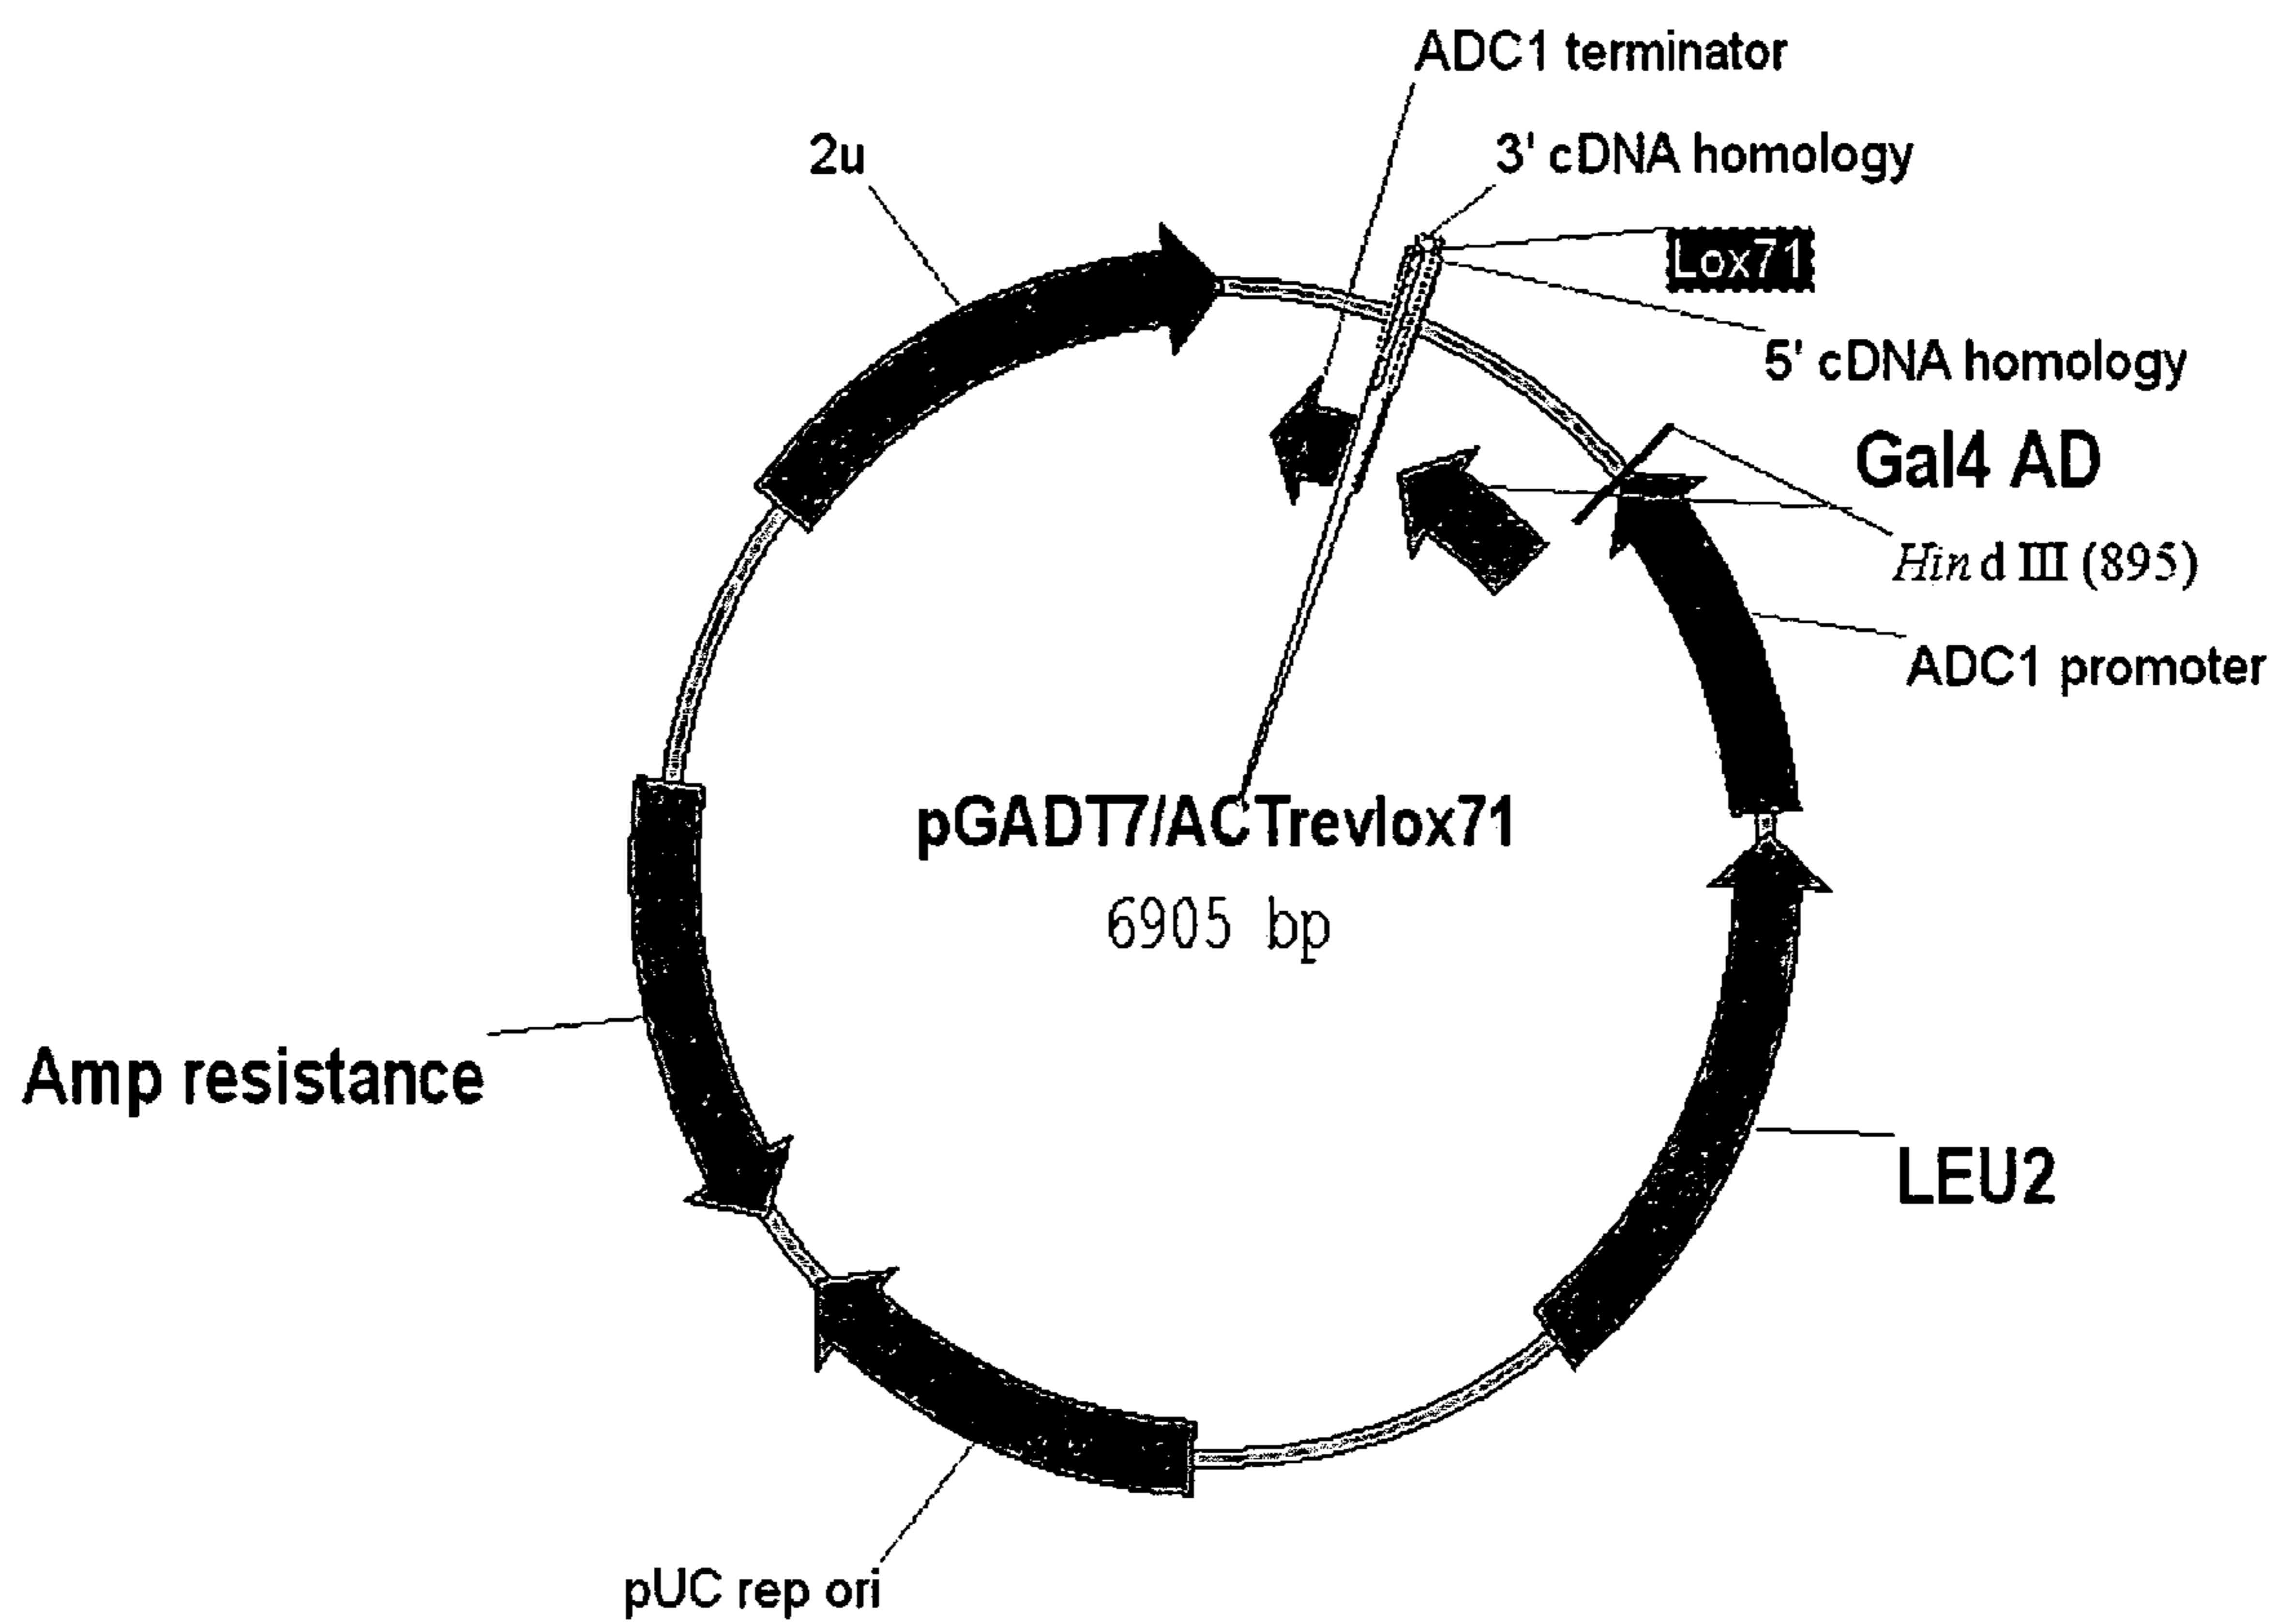 ADC1 terminator
2u
3' cDNA homology
Lox71
5' cDNA homology
Gal4 AD
Hin d III (895)
ADC1 promoter
pGADT7/ACTrevlox71
6905 bp
Amp resistance
LEU2
pUC rep ori